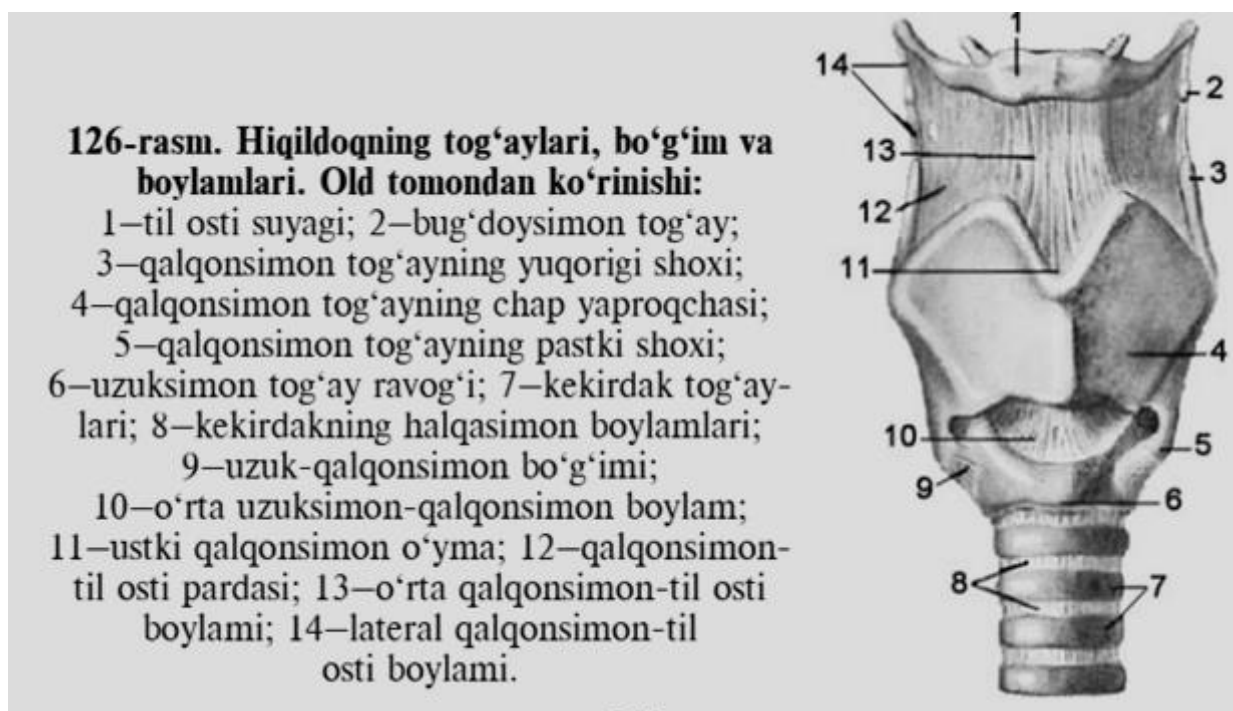 126-rasm. Hiqildoqning tog‘aylari, bo‘g‘im va
boylamlari. Old tomondan ko‘rinishi:
1—til osti suyagi; 2—bug‘doysimon tog‘ay;
3—qalqonsimon tog‘ayning yuqorigi shoxi;
4—qalqonsimon tog‘ayning chap yaproqchasi;
5—qalqonsimon tog‘ayning pastki shoxi;
6—uzuksimon tog‘ay ravog‘i; 7—kekirdak tog‘ay-
lari; 8—kekirdakning halqasimon boylamlari;
9—uzuk-qalqonsimon bo‘g‘imi;
10—o‘rta uzuksimon-qalqonsimon boylam;
11—ustki qalqonsimon o‘yma; 12—qalqonsimon-
til osti pardasi; 13—o‘rta qalqonsimon-til osti
boylami; 14—lateral qalqonsimon-til
osti boylami.
1
14
2
13
3
12
11
4
10
5
9
6
8
7